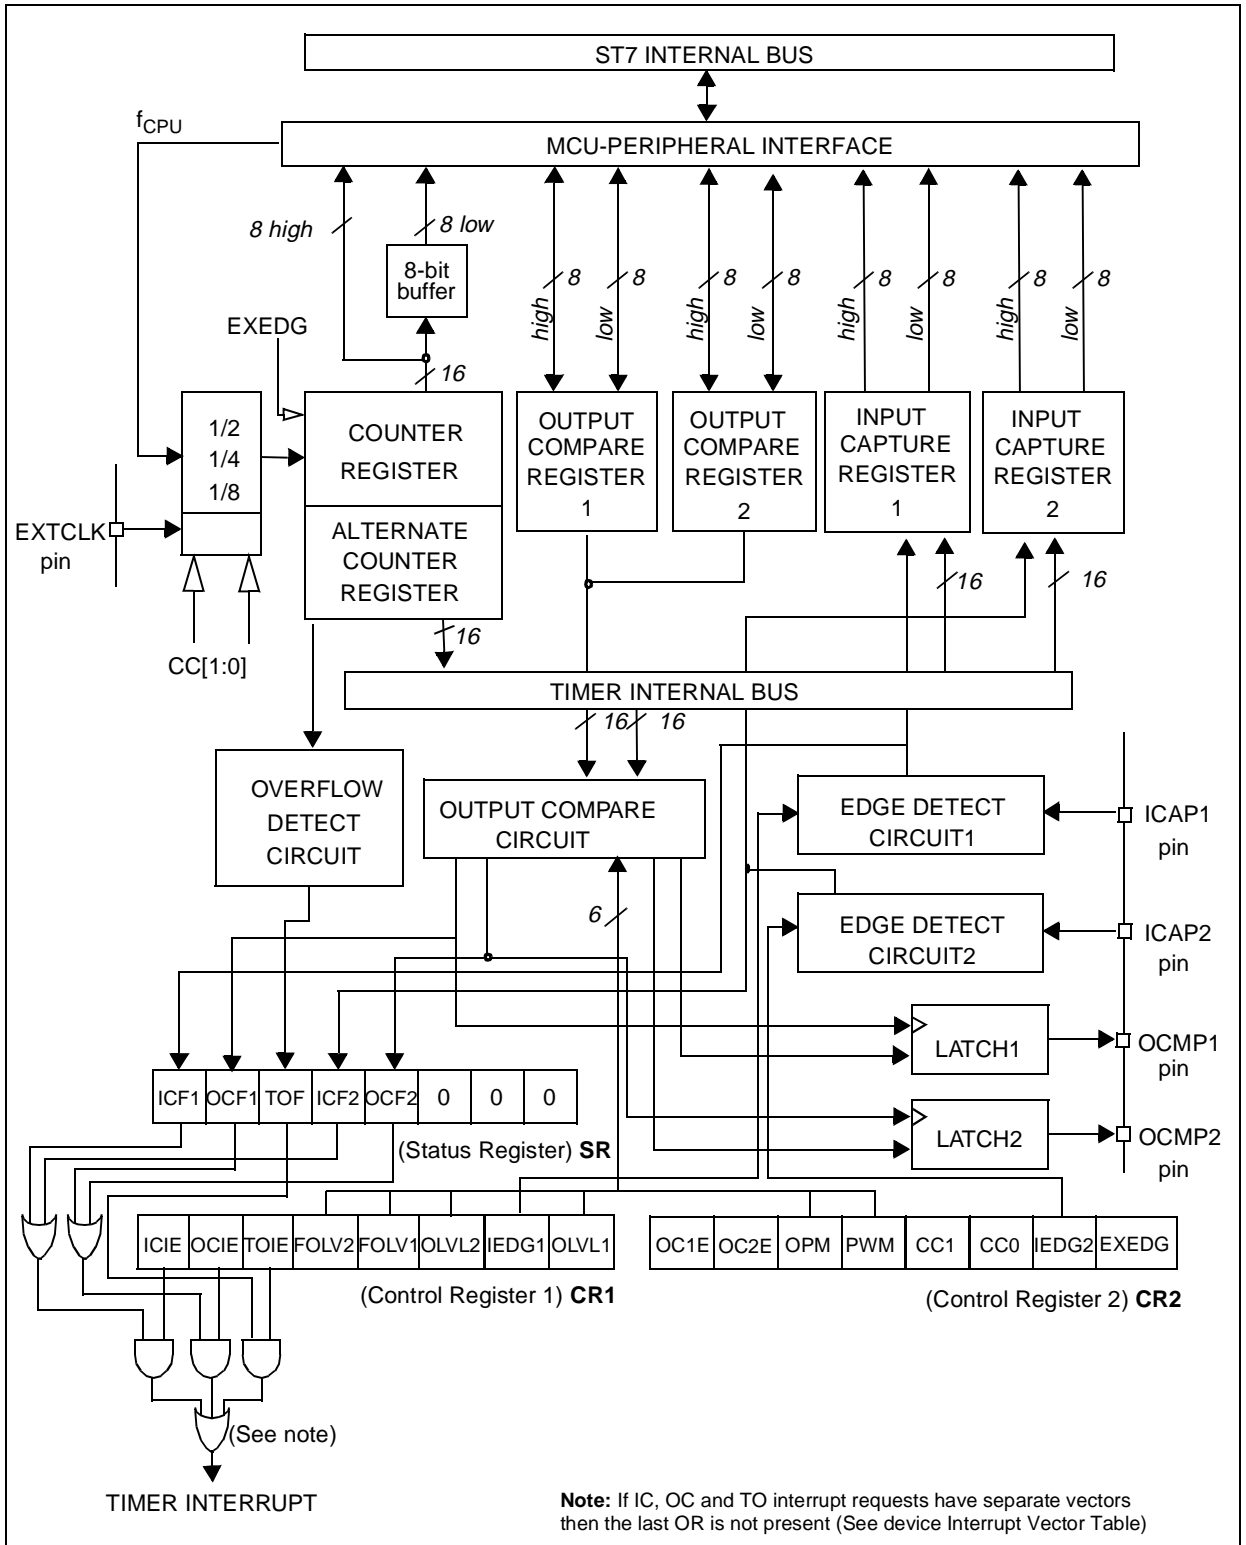 ST7 INTERNAL BUS
fCPU
MCU-PERIPHERAL INTERFACE
8 high
8 low
8-bit
buffer
8
8
8
8
8
8
8
8
high
low
high
low
high
low
high
low
EXEDG
16
1/2
1/4
1/8
COUNTER
REGISTER
OUTPUT
COMPARE
REGISTER
1
OUTPUT
COMPARE
REGISTER
2
INPUT
CAPTURE
REGISTER
1
INPUT
CAPTURE
REGISTER
2
EXTCLK
pin
ALTERNATE
COUNTER
REGISTER
16
16
16
CC[1:0]
TIMER INTERNAL BUS
16
16
OVERFLOW
DETECT
CIRCUIT
OUTPUT COMPARE
CIRCUIT
EDGE DETECT
CIRCUIT1
ICAP1
pin
6
EDGE DETECT
CIRCUIT2
ICAP2
pin
LATCH1
OCMP1
pin
ICF1 OCF1 TOF ICF2 OCF2 0 0 0
(Status Register) SR
LATCH2
OCMP2
pin
ICIE OCIE TOIE FOLV2 FOLV1 OLVL2 IEDG1 OLVL1
(Control Register 1) CR1
OC1E OC2E OPM PWM CC1 CC0 IEDG2 EXEDG
(Control Register 2) CR2
(See note)
TIMER INTERRUPT
Note: If IC, OC and TO interrupt requests have separate vectors
then the last OR is not present (See device Interrupt Vector Table)